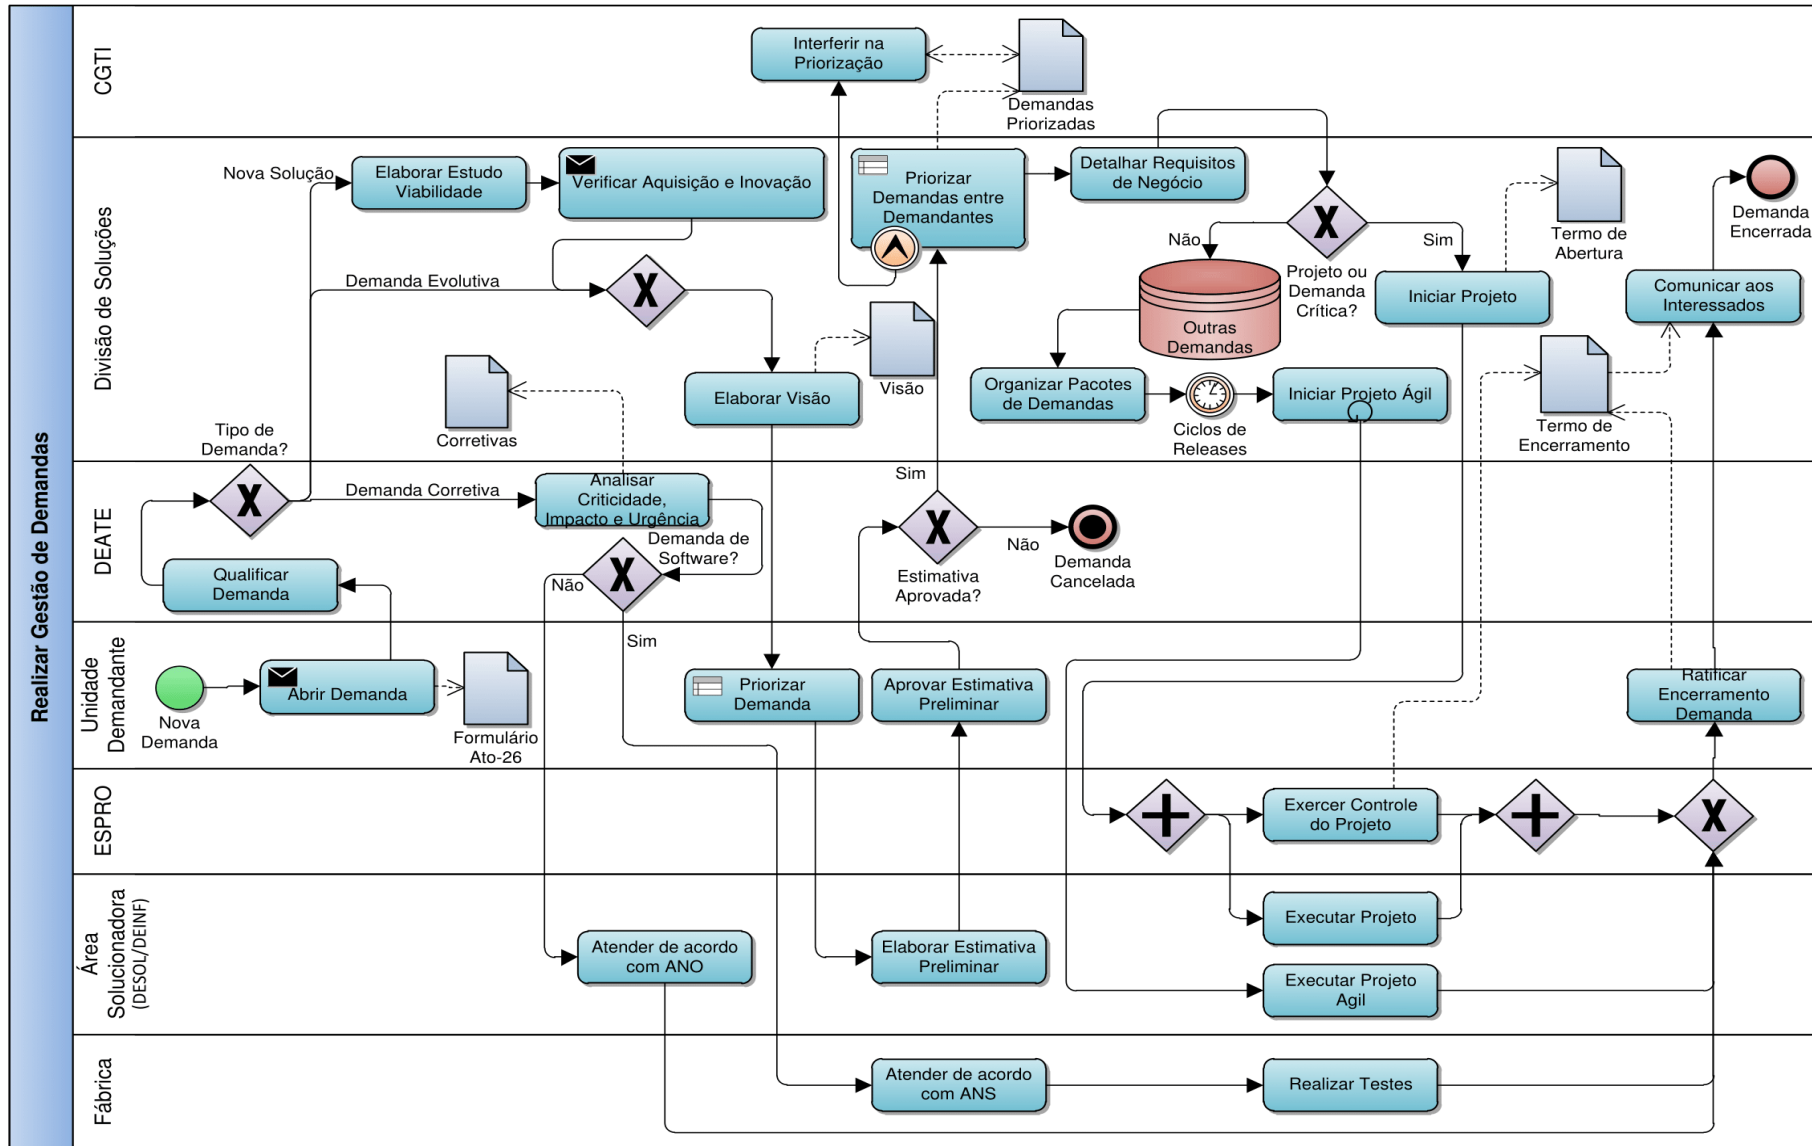 Realizar Gestão de Demandas
CGTI
Interferir na
Priorização
Demandas
Priorizadas
Divisão de Soluções
Nova Solução
Elaborar Estudo
Viabilidade
Verificar Aquisição e Inovação
Priorizar
Demandas entre
Demandantes
Detalhar Requisitos
de Negócio
Não
Sim
Projeto ou
Demanda
Crítica?
Termo de
Abertura
Demanda
Encerrada
Demanda Evolutiva
Iniciar Projeto
Comunicar aos
Interessados
Outras
Demandas
Visão
Elaborar Visão
Corretivas
Organizar Pacotes
de Demandas
Ciclos de
Releases
Iniciar Projeto Ágil
Termo de
Encerramento
Tipo de
Demanda?
DEATE
Demanda Corretiva
Analisar
Criticidade,
Impacto e Urgência
Demanda de
Software?
Não
Sim
Sim
Não
Estimativa
Aprovada?
Demanda
Cancelada
Qualificar
Demanda
Unidade
Demandante
Nova
Demanda
Abrir Demanda
Formulário
Ato-26
Priorizar
Demanda
Aprovar Estimativa
Preliminar
Ratificar
Encerramento
Demanda
ESPRO
Exercer Controle
do Projeto
Área
Solucionadora
(DESOL/DEINF)
Executar Projeto
Atender de acordo
com ANO
Elaborar Estimativa
Preliminar
Executar Projeto
Agil
Fábrica
Atender de acordo
com ANS
Realizar Testes